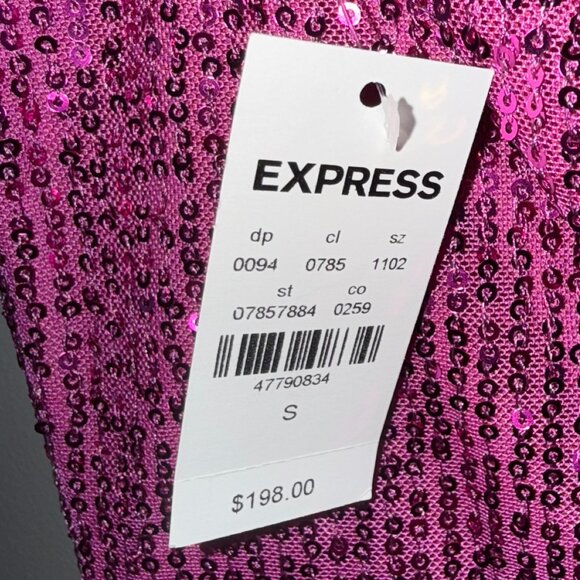 EXPRESS
dp cl sz
0094 0785 1102
st co
07857884 0259
47790834
S
$198.00